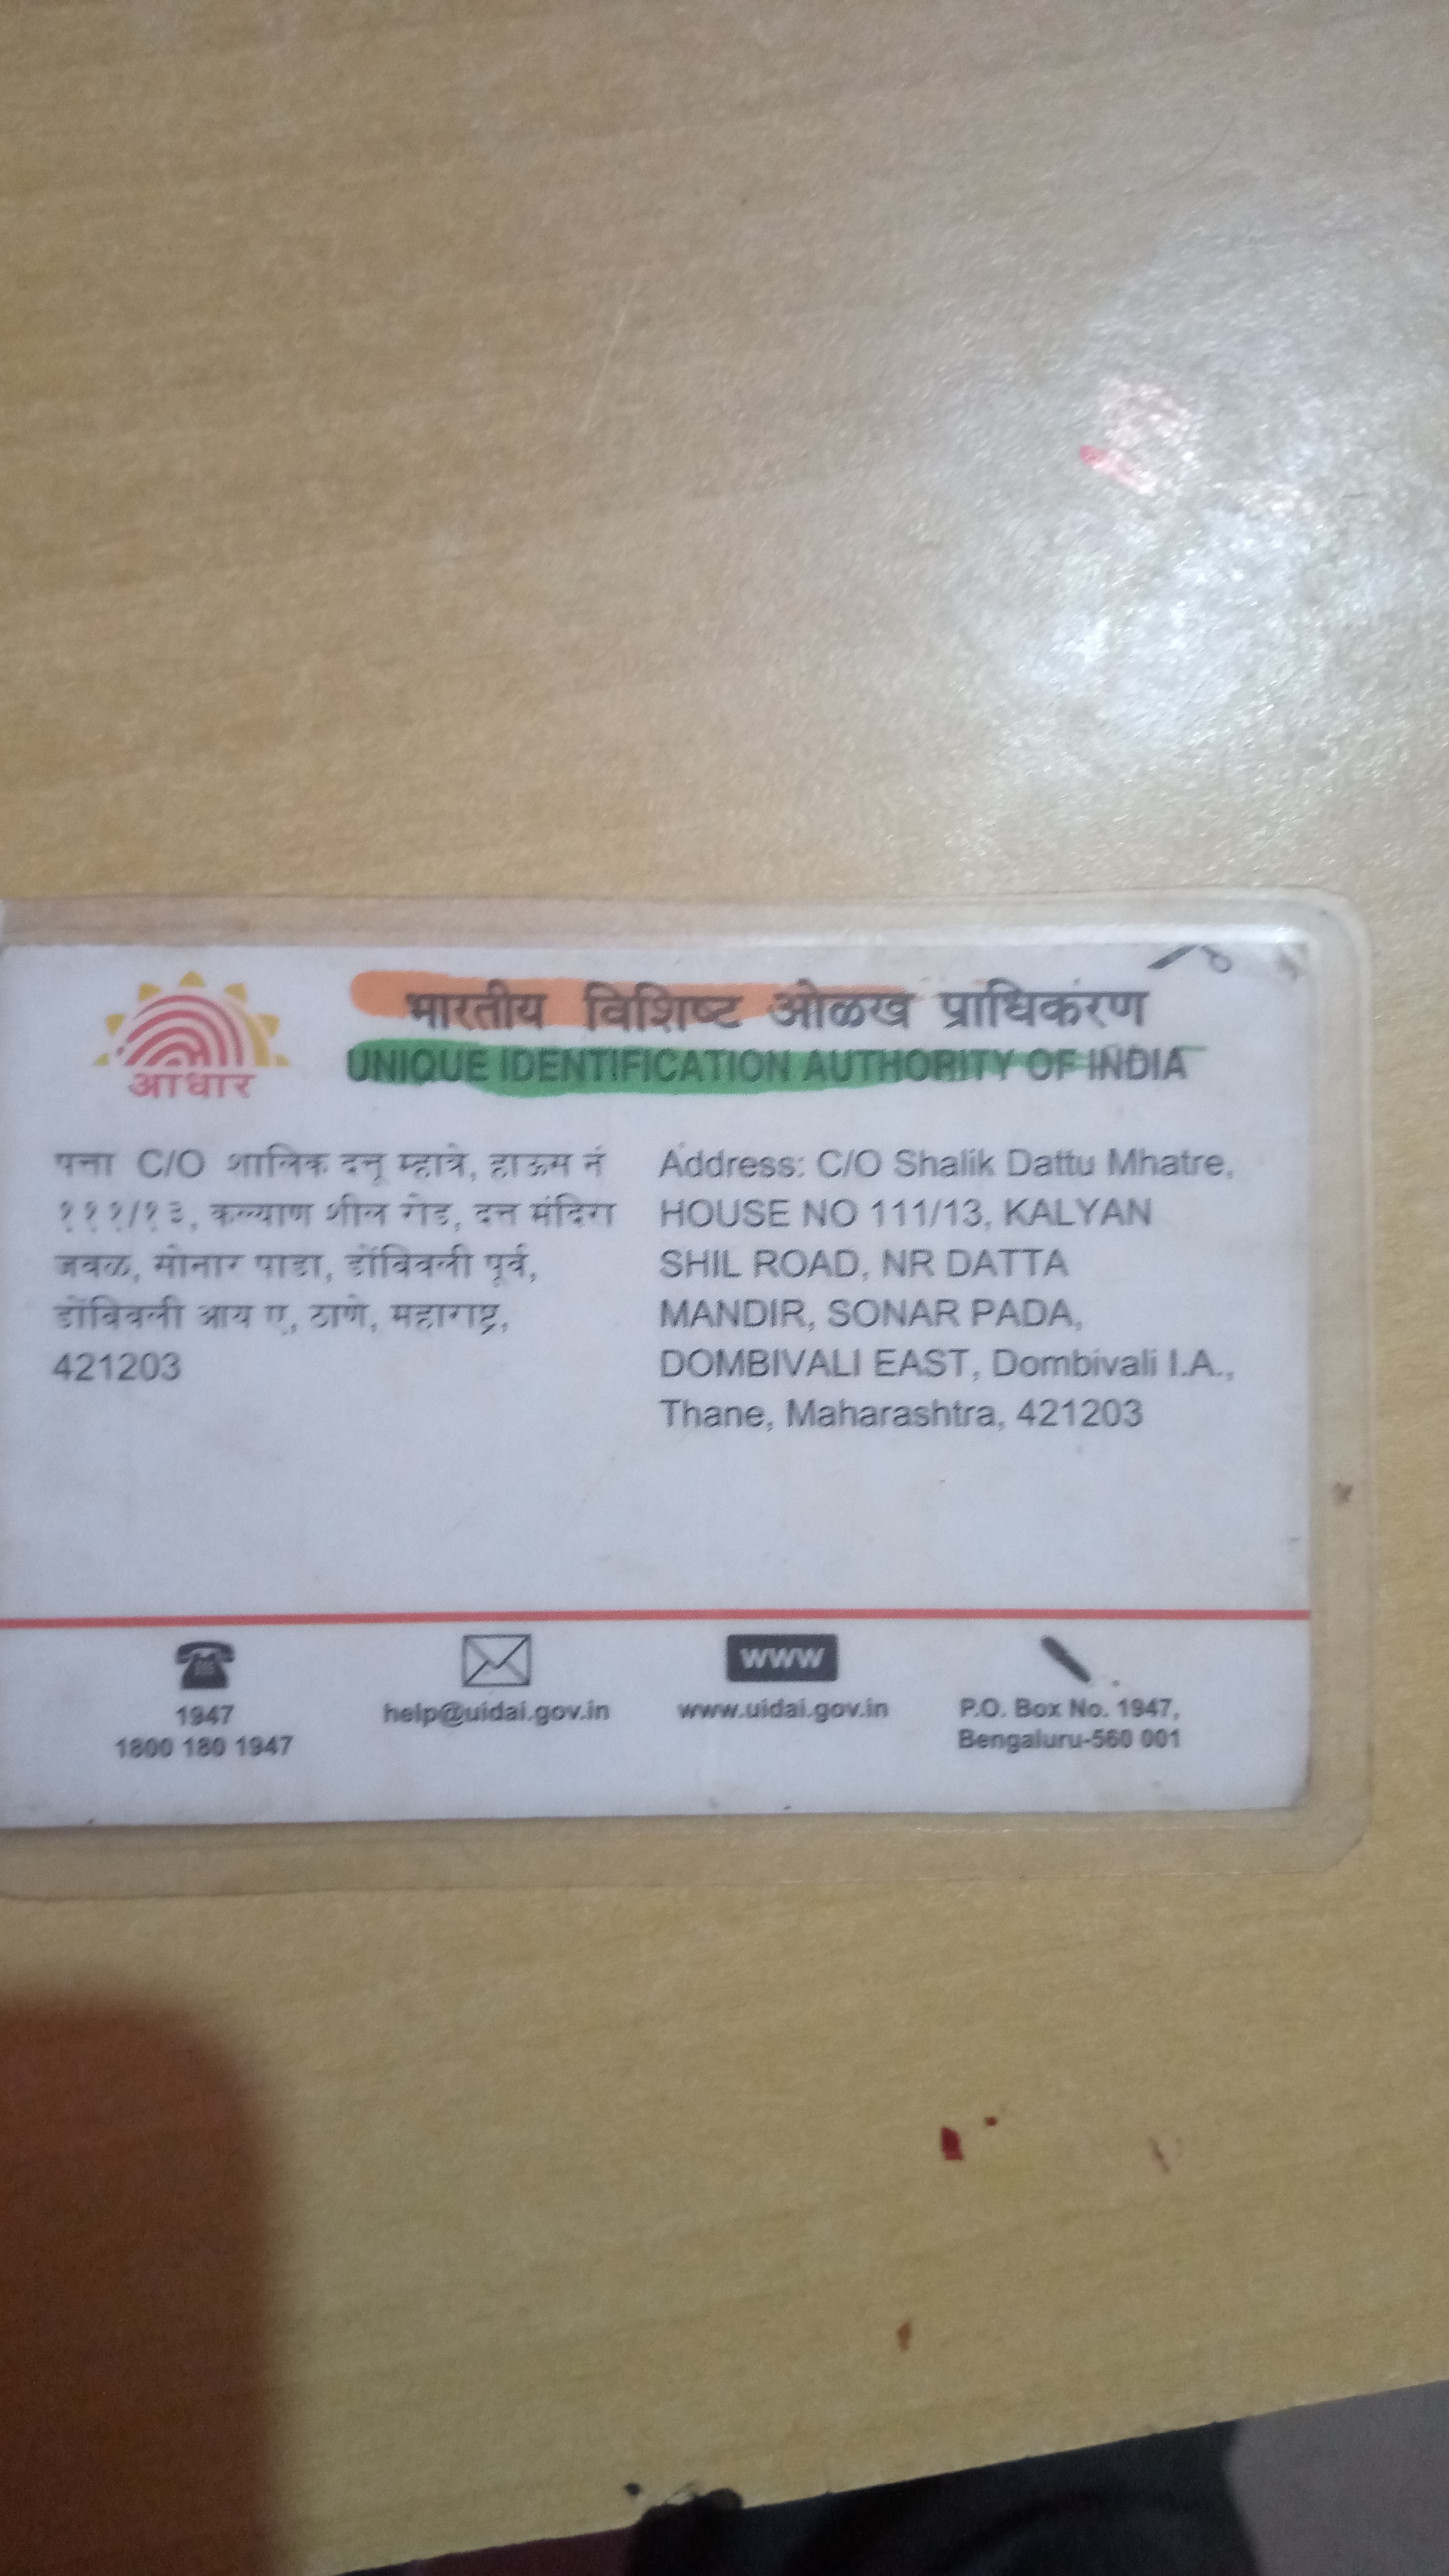 आधार
भारतीय विशिष्ट ओळख प्राधिकरण
UNIQUE IDENTIFICATION AUTHORITY OF INDIA
पत्ता C/O शालिक दत्तू म्हात्रे, हाऊस नं
१११/१३, कल्याण शील रोड, दत्त मंदिरा
जवळ, सोनार पाडा, डोंबिवली पूर्व,
डोंबिवली आय ए, ठाणे, महाराष्ट्र,
421203
Address: C/O Shalik Dattu Mhatre,
HOUSE NO 111/13, KALYAN
SHIL ROAD, NR DATTA
MANDIR, SONAR PADA,
DOMBIVALI EAST, Dombivali I.A.,
Thane, Maharashtra, 421203
1947
1800 180 1947
help@uidai.gov.in
www
www.uidai.gov.in
P.O. Box No. 1947,
Bengaluru-560 001